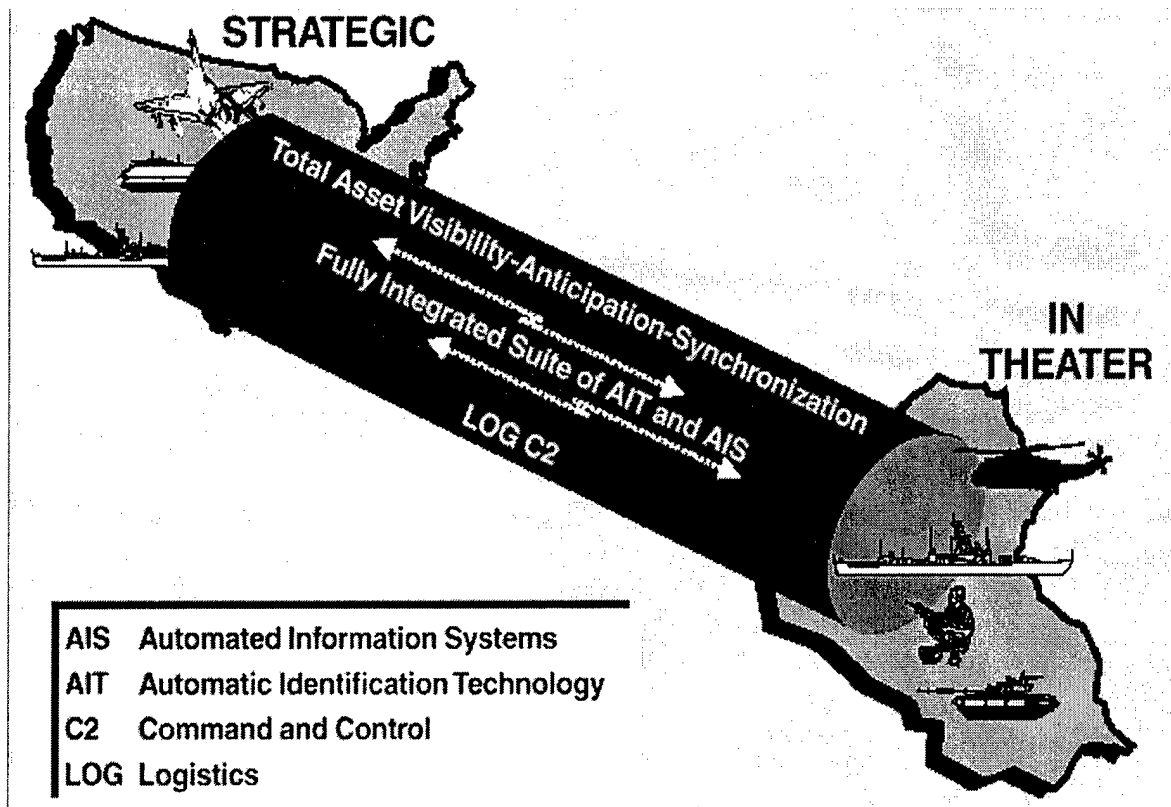 STRATEGIC
Total Asset Visibility-Anticipation-Synchronization
Fully Integrated Suite of AIT and AIS
LOG C2
IN
THEATER
AIS Automated Information Systems
AIT Automatic Identification Technology
C2 Command and Control
LOG Logistics